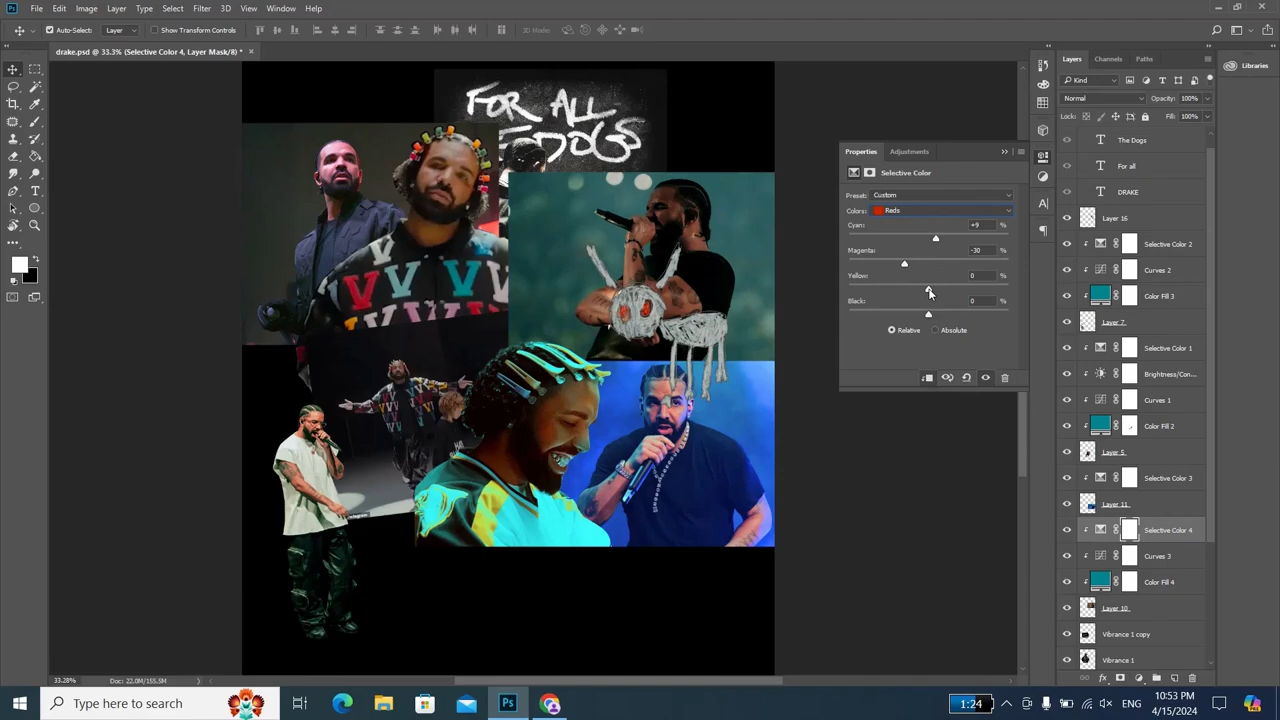 Ps File Edit Image Layer Type Select Filter 3D View Window Help
Auto-Select: Layer Show Transform Controls 3D Mode:
drake.psd @ 33.3% (Selective Color 4, Layer Mask/8) * ×
Layers Channels Paths
Libraries
Kind
Normal Opacity: 100%
Lock: Fill: 100%
The Dogs
For all
DRAKE
Layer 16
Selective Color 2
Curves 2
Color Fill 3
Layer 7
Selective Color 1
Brightness/Con...
Curves 1
Color Fill 2
Layer 5
Selective Color 3
Layer 11
Selective Color 4
Curves 3
Color Fill 4
Layer 10
Vibrance 1 copy
Vibrance 1
Properties Adjustments
Selective Color
Preset: Custom
Colors: Reds
Cyan: +9 %
Magenta: -30 %
Yellow: 0 %
Black: 0 %
Relative Absolute
FOR ALL
DOGS
33.28% Doc: 22.0M/155.5M
Type here to search
Ps
1:24
ENG
10:53 PM
4/15/2024